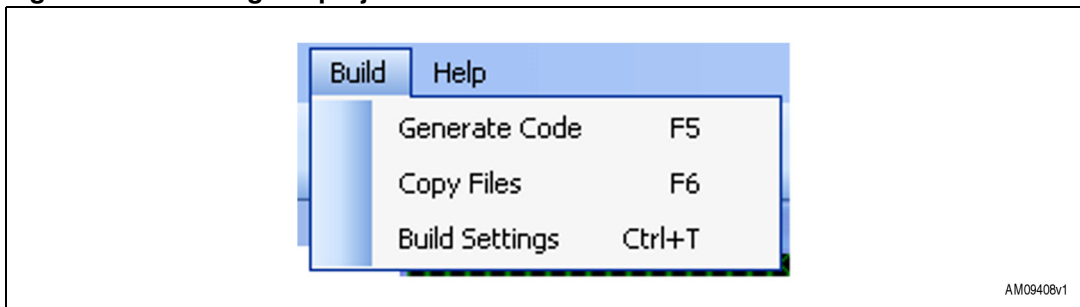 Build Help
Generate Code F5
Copy Files F6
Build Settings Ctrl+T
AM09408v1